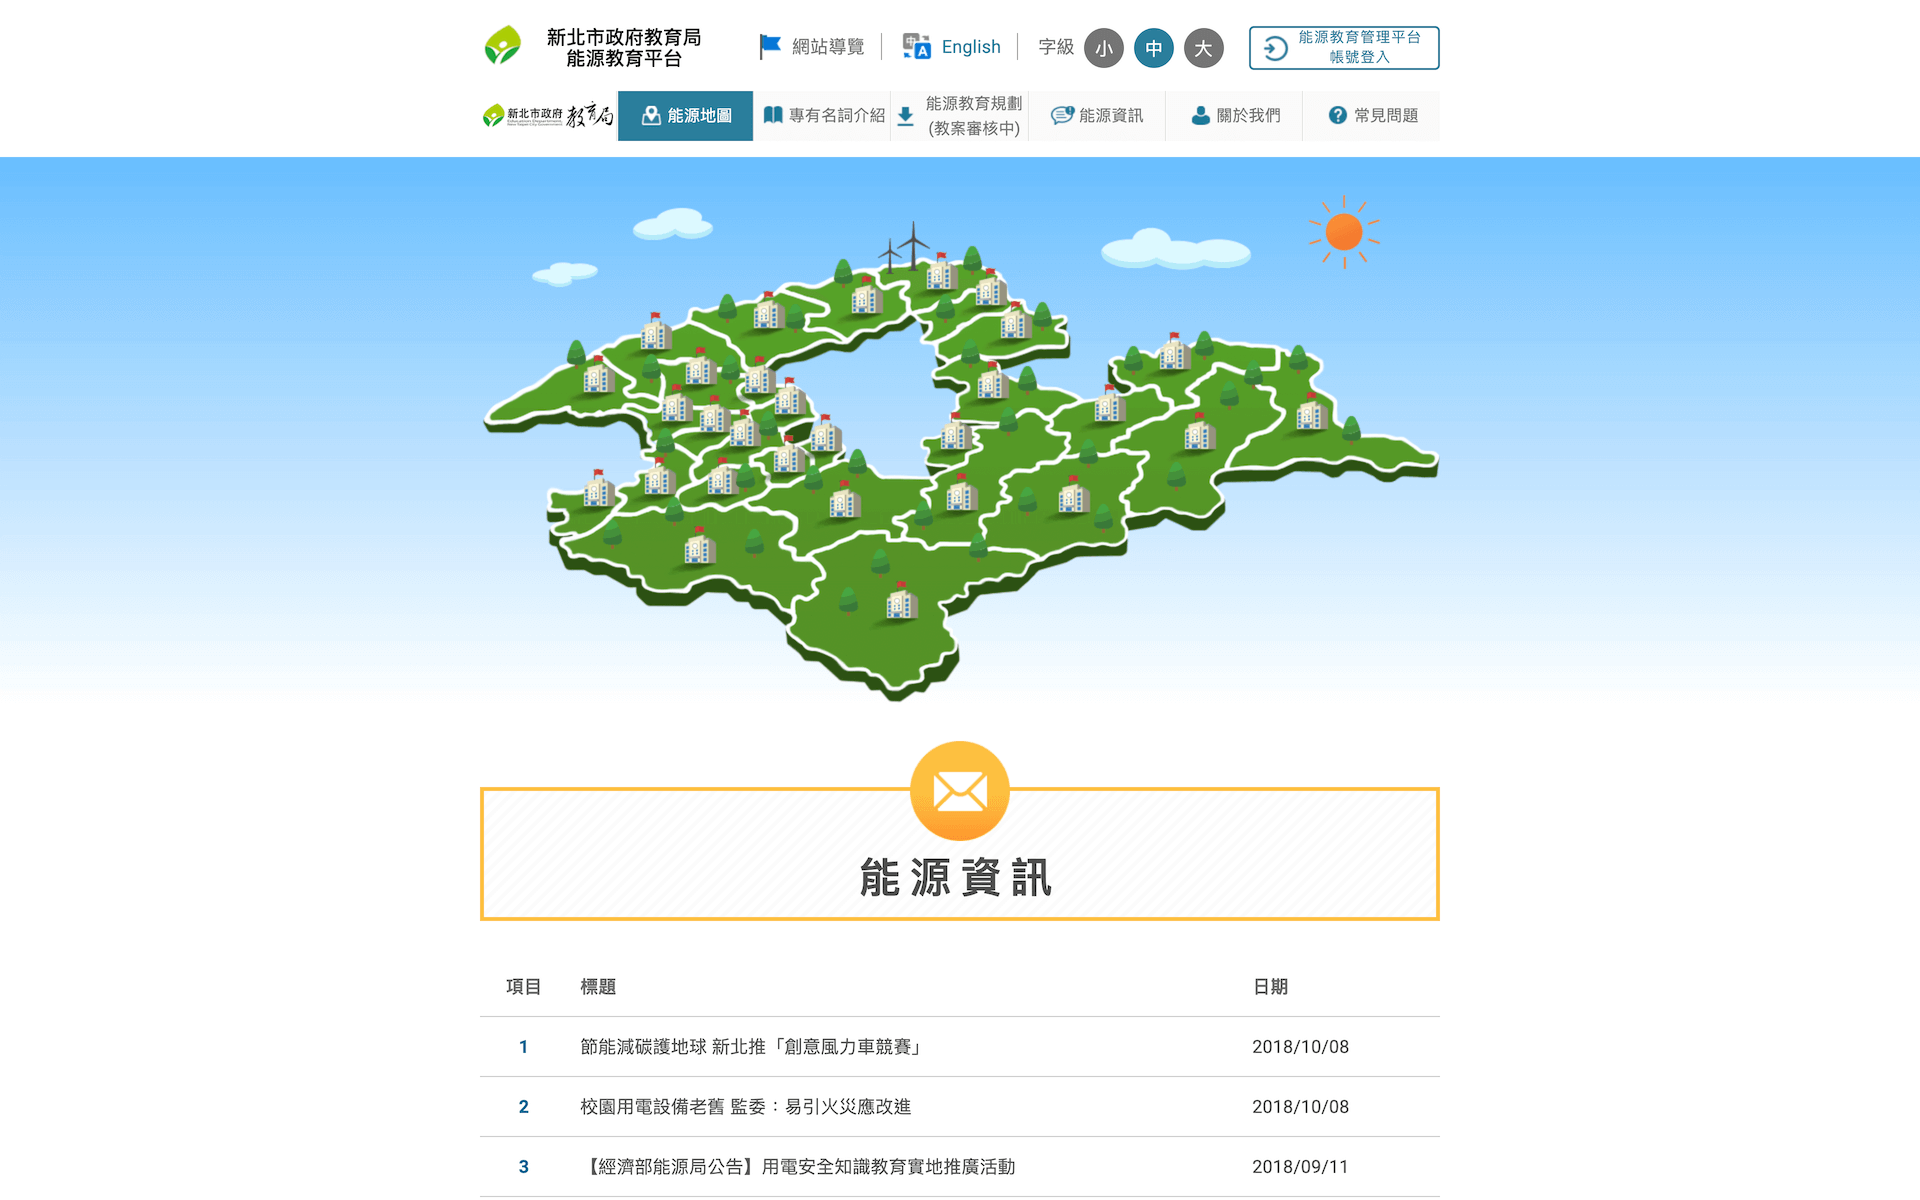 新北市政府教育局
能源教育平台
網站導覽
English
字級 小 中 大
能源教育管理平台
帳號登入
新北市政府 教育局
能源地圖
專有名詞介紹
能源教育規劃
(教案審核中)
能源資訊
關於我們
常見問題
能源資訊
項目 標題 日期
1 節能減碳護地球 新北推「創意風力車競賽」 2018/10/08
2 校園用電設備老舊 監委：易引火災應改進 2018/10/08
3 【經濟部能源局公告】用電安全知識教育實地推廣活動 2018/09/11